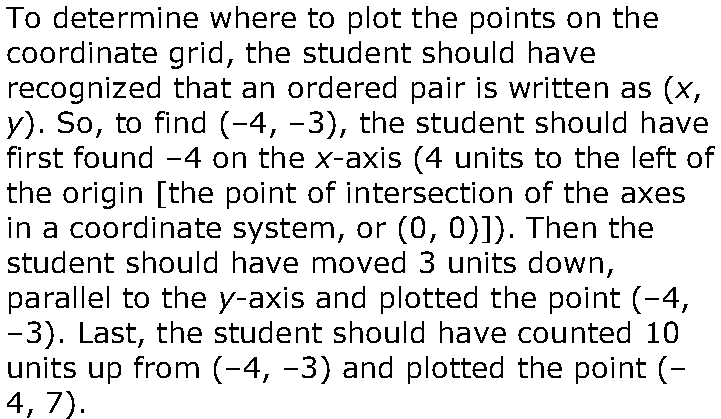 To determine where to plot the points on the
coordinate grid, the student should have
recognized that an ordered pair is written as (x,
y). So, to find (–4, –3), the student should have
first found –4 on the x-axis (4 units to the left of
the origin [the point of intersection of the axes
in a coordinate system, or (0, 0)]). Then the
student should have moved 3 units down,
parallel to the y-axis and plotted the point (–4,
–3). Last, the student should have counted 10
units up from (–4, –3) and plotted the point (–
4, 7).